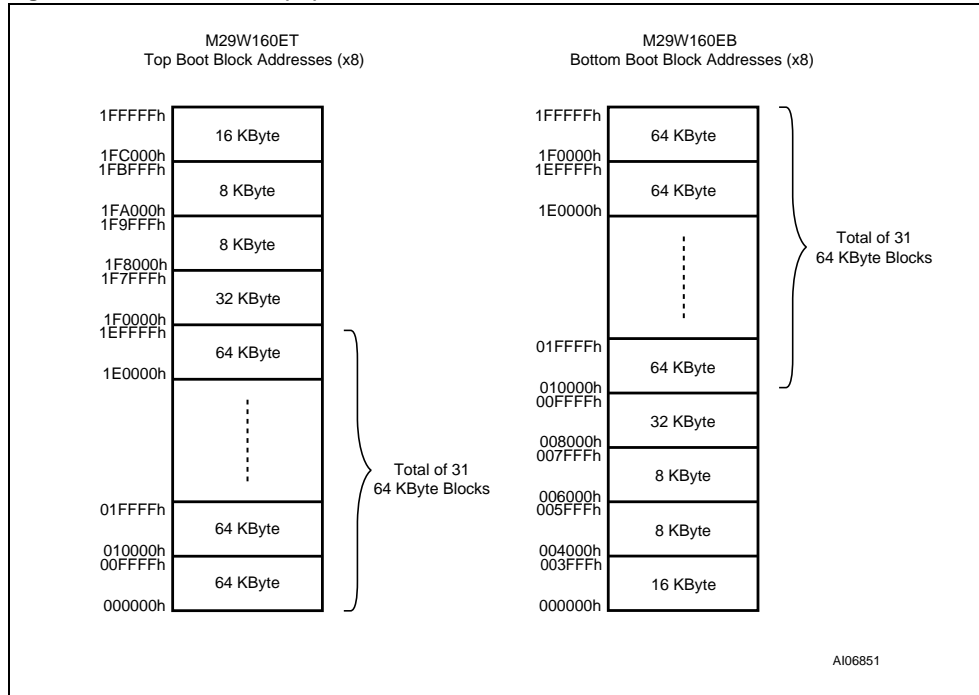 M29W160ET
Top Boot Block Addresses (x8)
1FFFFFh
16 KByte
1FC000h
1FBFFFh
8 KByte
1FA000h
1F9FFFh
8 KByte
1F8000h
1F7FFFh
32 KByte
1F0000h
1EFFFFh
64 KByte
1E0000h
Total of 31
64 KByte Blocks
01FFFFh
64 KByte
010000h
00FFFFh
64 KByte
000000h
M29W160EB
Bottom Boot Block Addresses (x8)
1FFFFFh
64 KByte
1F0000h
1EFFFFh
64 KByte
1E0000h
Total of 31
64 KByte Blocks
01FFFFh
64 KByte
010000h
00FFFFh
32 KByte
008000h
007FFFh
8 KByte
006000h
005FFFh
8 KByte
004000h
003FFFh
16 KByte
000000h
AI06851